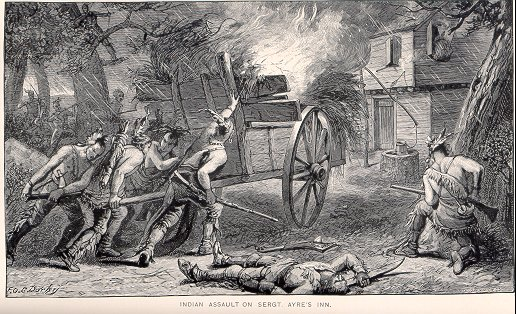 INDIAN ASSAULT ON SERGT. AYRE'S INN.